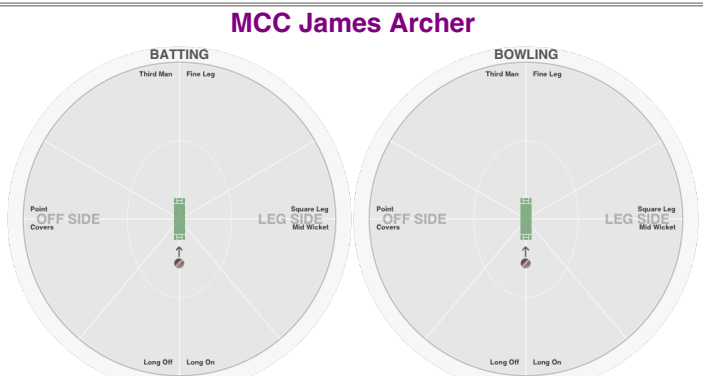 MCC James Archer
BATTING
Third Man Fine Leg
Point
OFF SIDE
Covers
Square Leg
LEG SIDE
Mid Wicket
Long Off Long On
BOWLING
Third Man Fine Leg
Point
OFF SIDE
Covers
Square Leg
LEG SIDE
Mid Wicket
Long Off Long On